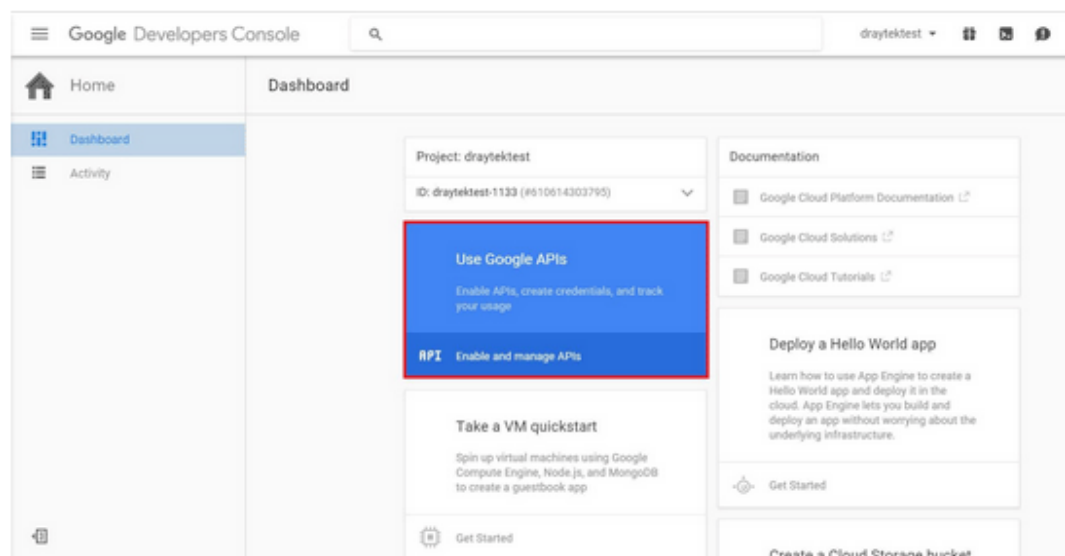 Google Developers Console
draytektest
Home
Dashboard
Dashboard
Activity
Project: draytektest
ID: draytektest-1133 (#610614303795)
Use Google APIs
Enable APIs, create credentials, and track
your usage
API Enable and manage APIs
Take a VM quickstart
Spin up virtual machines using Google
Compute Engine, Node.js, and MongoDB
to create a guestbook app
Get Started
Documentation
Google Cloud Platform Documentation
Google Cloud Solutions
Google Cloud Tutorials
Deploy a Hello World app
Learn how to use App Engine to create a
Hello World app and deploy it in the
cloud. App Engine lets you build and
deploy an app without worrying about the
underlying infrastructure.
Get Started
Create a Cloud Storage bucket